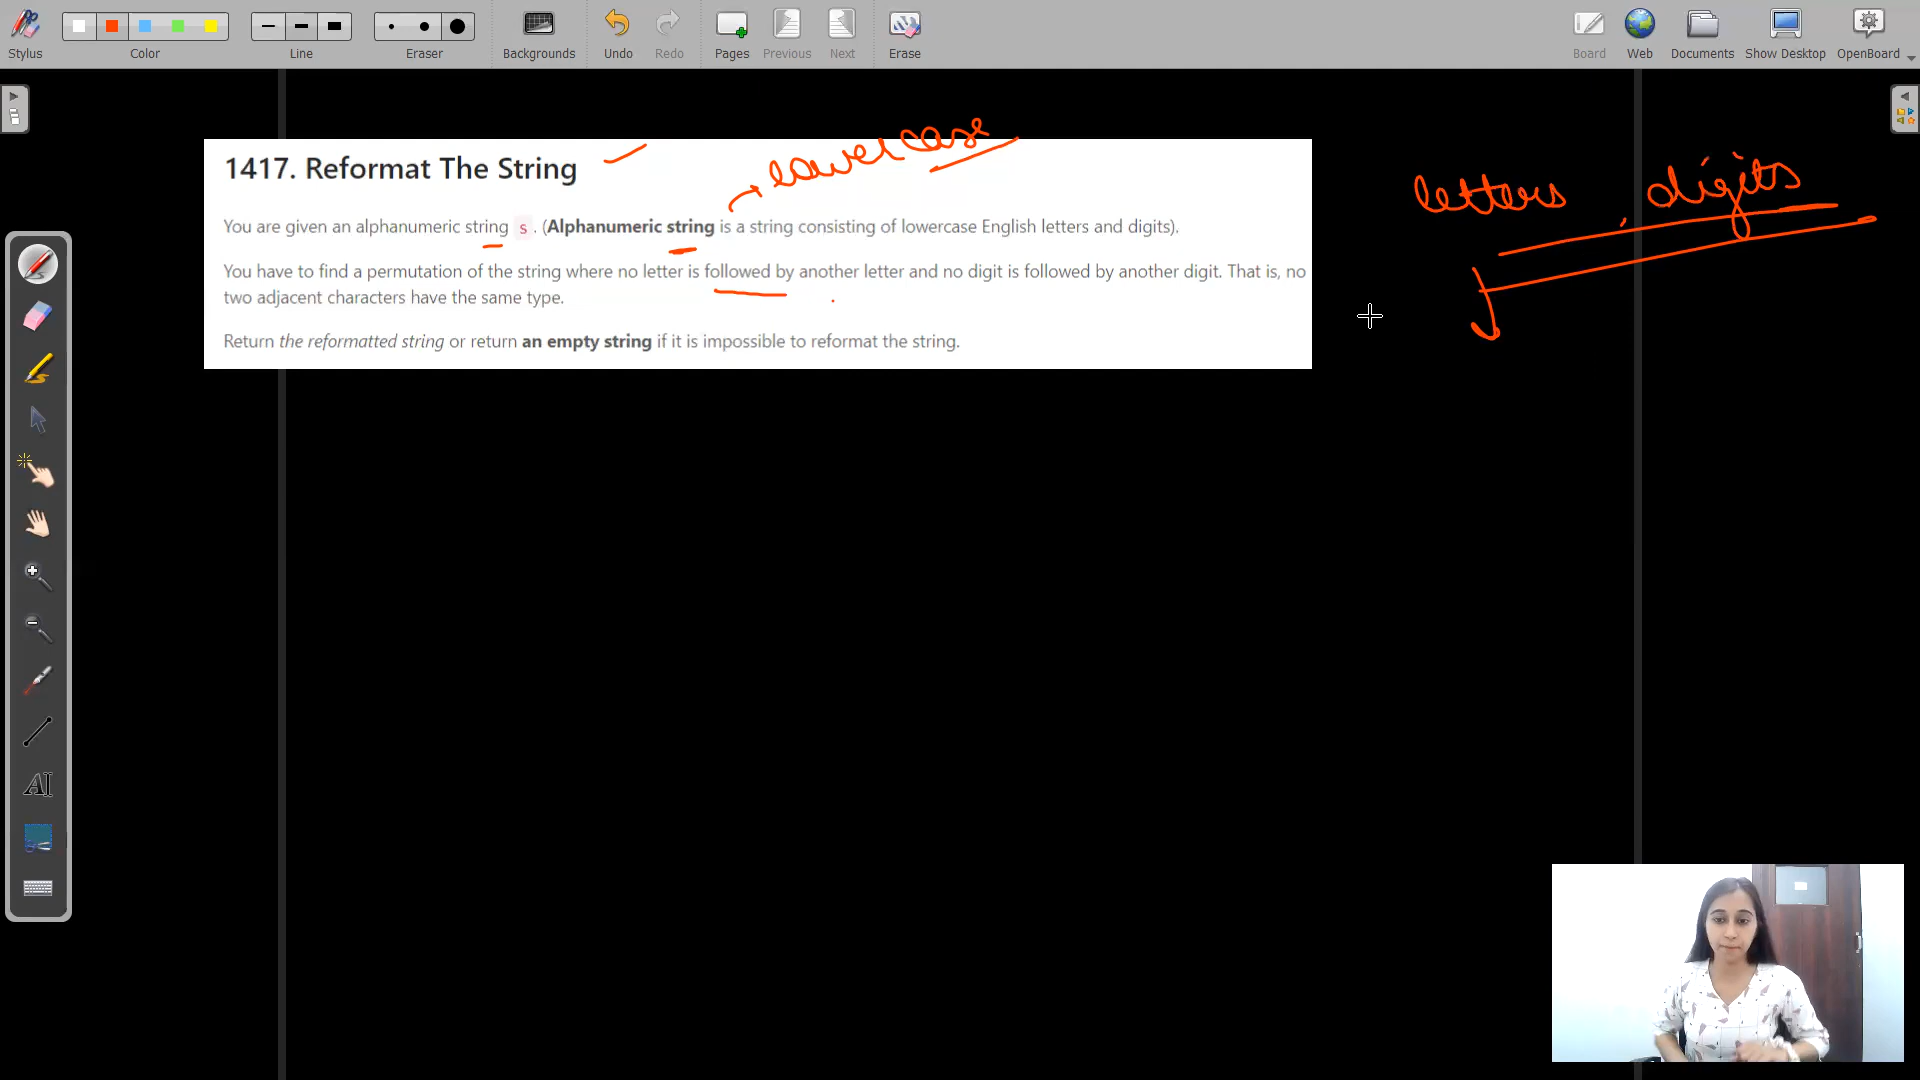 Stylus
Color
Line
Eraser
Backgrounds
Undo
Redo
Pages
Previous
Next
Erase
Board
Web
Documents
Show Desktop
OpenBoard
lowercase
1417. Reformat The String
You are given an alphanumeric string s . (Alphanumeric string is a string consisting of lowercase English letters and digits).
You have to find a permutation of the string where no letter is followed by another letter and no digit is followed by another digit. That is, no
two adjacent characters have the same type.
Return the reformatted string or return an empty string if it is impossible to reformat the string.
letters , digits
AI